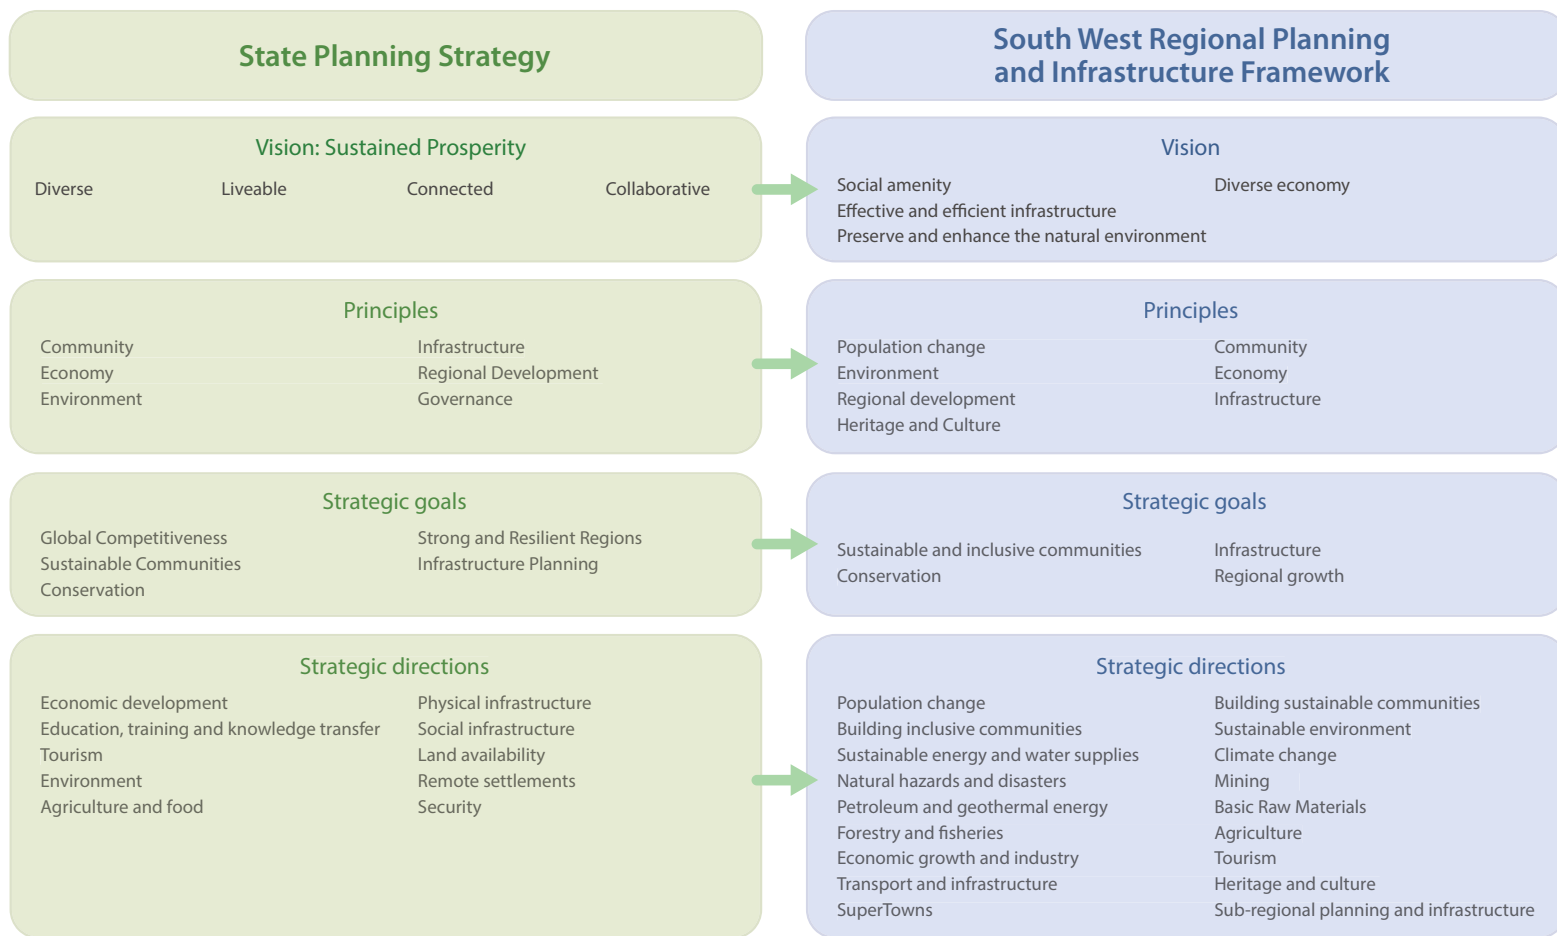 State Planning Strategy
South West Regional Planning
and Infrastructure Framework
Vision: Sustained Prosperity
Diverse Liveable Connected Collaborative
Vision
Social amenity Diverse economy
Effective and efficient infrastructure
Preserve and enhance the natural environment
Principles
Community Infrastructure
Economy Regional Development
Environment Governance
Principles
Population change Community
Environment Economy
Regional development Infrastructure
Heritage and Culture
Strategic goals
Global Competitiveness Strong and Resilient Regions
Sustainable Communities Infrastructure Planning
Conservation
Strategic goals
Sustainable and inclusive communities Infrastructure
Conservation Regional growth
Strategic directions
Economic development Physical infrastructure
Education, training and knowledge transfer Social infrastructure
Tourism Land availability
Environment Remote settlements
Agriculture and food Security
Strategic directions
Population change Building sustainable communities
Building inclusive communities Sustainable environment
Sustainable energy and water supplies Climate change
Natural hazards and disasters Mining
Petroleum and geothermal energy Basic Raw Materials
Forestry and fisheries Agriculture
Economic growth and industry Tourism
Transport and infrastructure Heritage and culture
SuperTowns Sub-regional planning and infrastructure